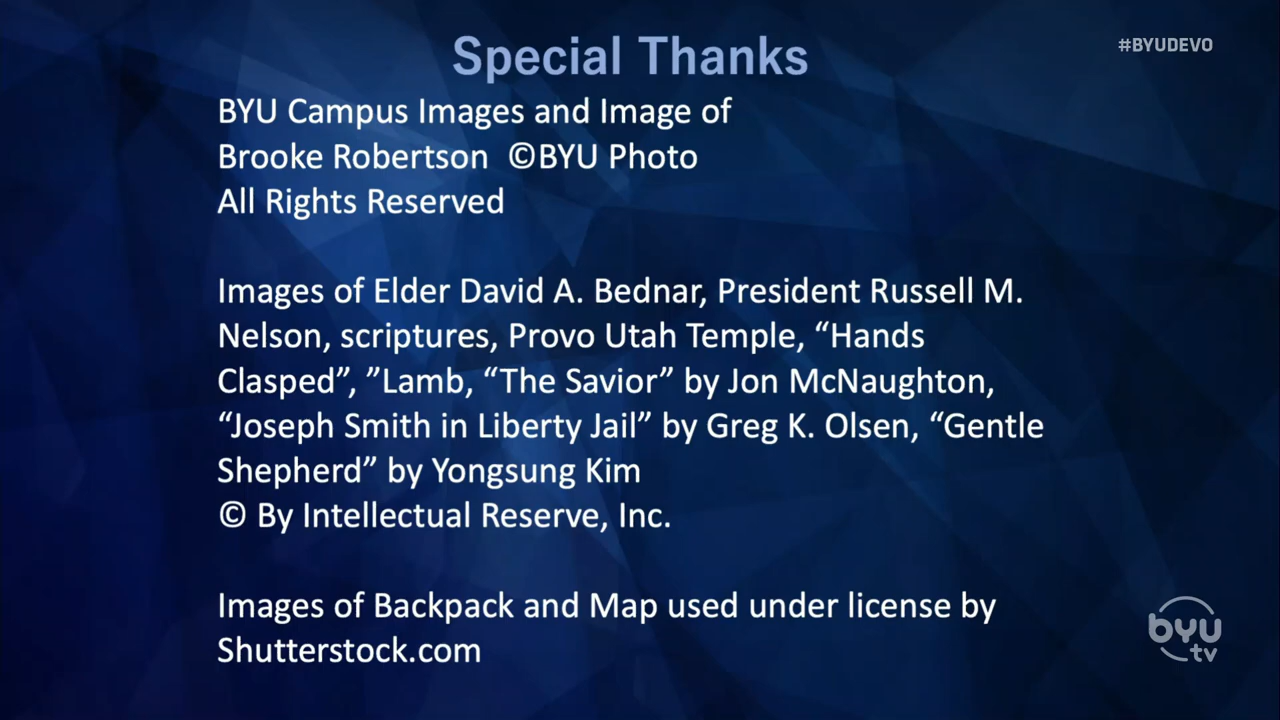 Special Thanks
#BYUDEVO
BYU Campus Images and Image of
Brooke Robertson ©BYU Photo
All Rights Reserved
Images of Elder David A. Bednar, President Russell M.
Nelson, scriptures, Provo Utah Temple, “Hands
Clasped”, ”Lamb, “The Savior” by Jon McNaughton,
“Joseph Smith in Liberty Jail” by Greg K. Olsen, “Gentle
Shepherd” by Yongsung Kim
© By Intellectual Reserve, Inc.
Images of Backpack and Map used under license by
Shutterstock.com
byu
tv